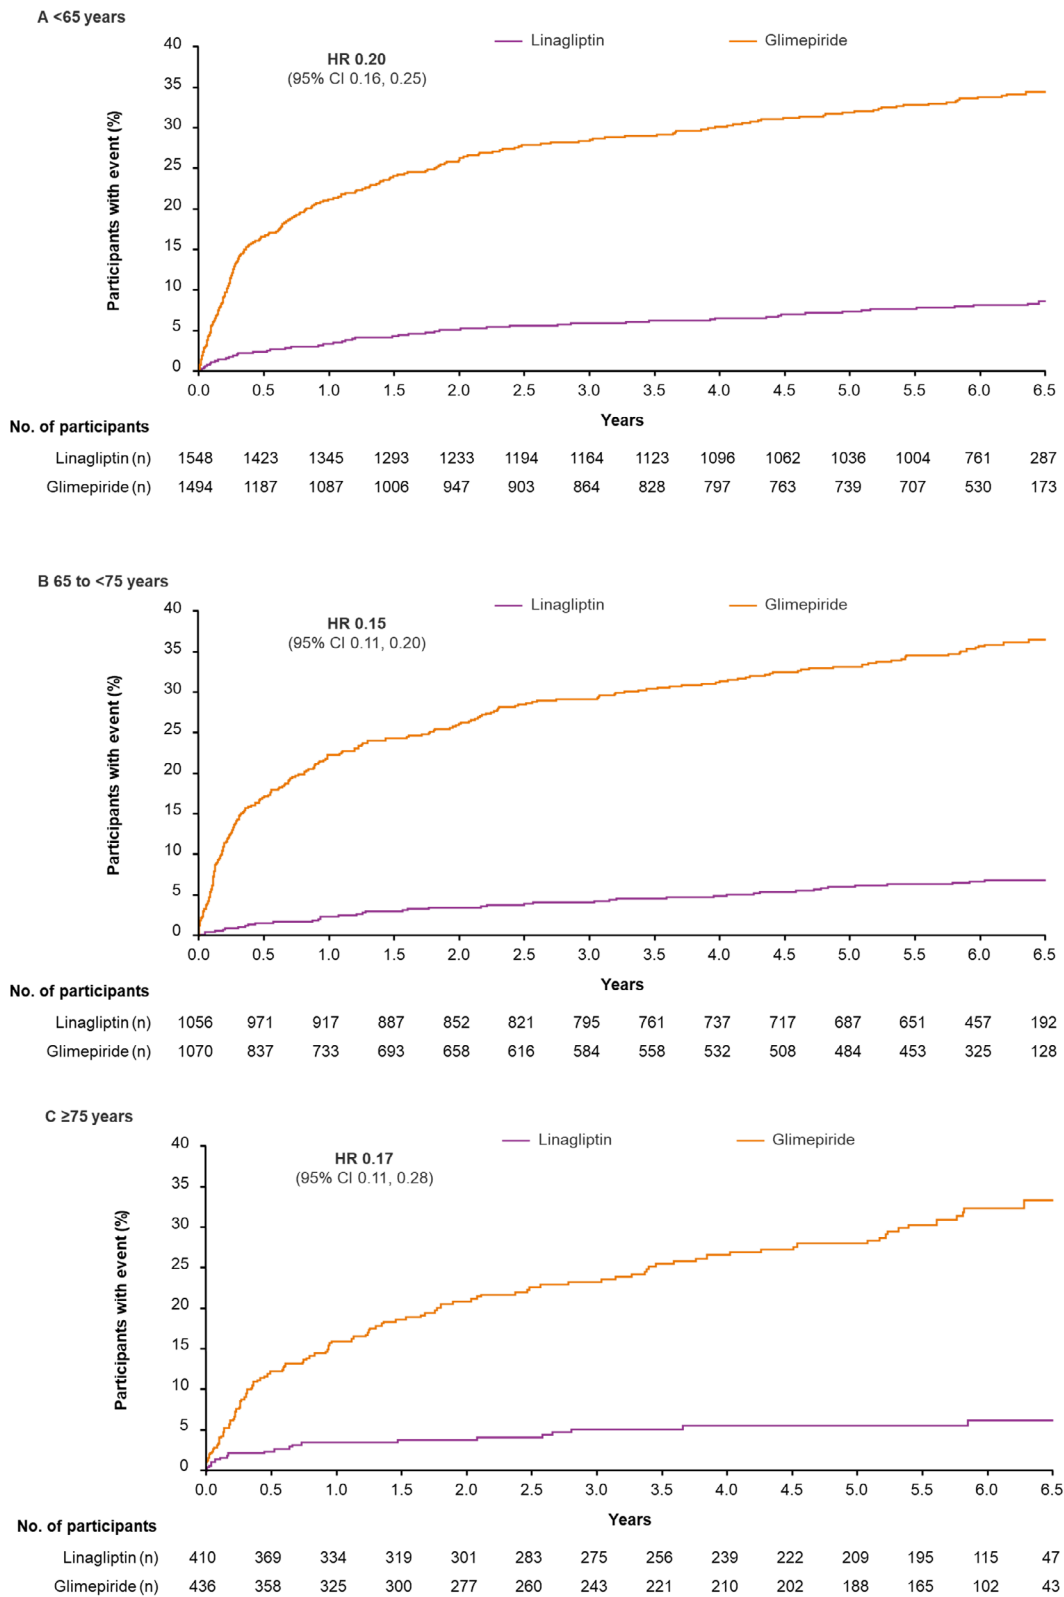 A <65 years
Linagliptin Glimepiride
HR 0.20
(95% CI 0.16, 0.25)
Participants with event (%)
40
35
30
25
20
15
10
5
0
0.0 0.5 1.0 1.5 2.0 2.5 3.0 3.5 4.0 4.5 5.0 5.5 6.0 6.5
Years
No. of participants
Linagliptin (n) 1548 1423 1345 1293 1233 1194 1164 1123 1096 1062 1036 1004 761 287
Glimepiride (n) 1494 1187 1087 1006 947 903 864 828 797 763 739 707 530 173
B 65 to <75 years
Linagliptin Glimepiride
HR 0.15
(95% CI 0.11, 0.20)
Participants with event (%)
40
35
30
25
20
15
10
5
0
0.0 0.5 1.0 1.5 2.0 2.5 3.0 3.5 4.0 4.5 5.0 5.5 6.0 6.5
Years
No. of participants
Linagliptin (n) 1056 971 917 887 852 821 795 761 737 717 687 651 457 192
Glimepiride (n) 1070 837 733 693 658 616 584 558 532 508 484 453 325 128
C ≥75 years
Linagliptin Glimepiride
HR 0.17
(95% CI 0.11, 0.28)
Participants with event (%)
40
35
30
25
20
15
10
5
0
0.0 0.5 1.0 1.5 2.0 2.5 3.0 3.5 4.0 4.5 5.0 5.5 6.0 6.5
Years
No. of participants
Linagliptin (n) 410 369 334 319 301 283 275 256 239 222 209 195 115 47
Glimepiride (n) 436 358 325 300 277 260 243 221 210 202 188 165 102 43